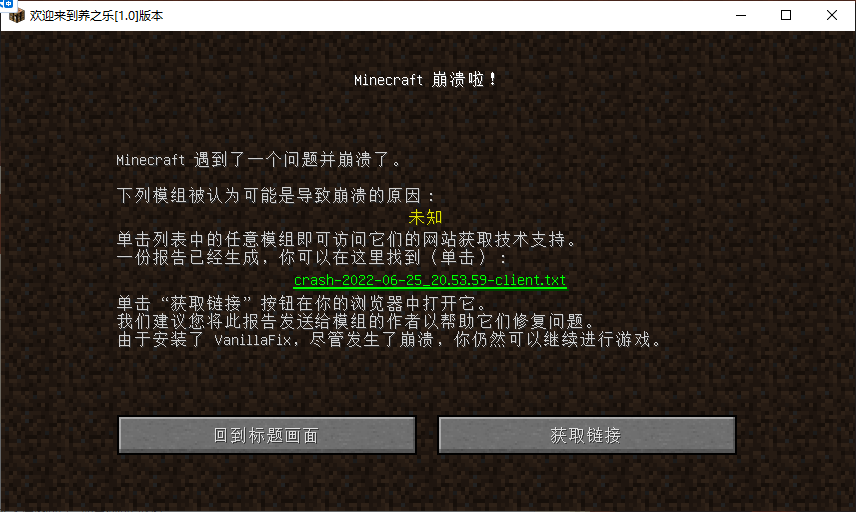 欢迎来到养之乐[1.0]版本
Minecraft 崩溃啦！
Minecraft 遇到了一个问题并崩溃了。
下列模组被认为可能是导致崩溃的原因：
未知
单击列表中的任意模组即可访问它们的网站获取技术支持。
一份报告已经生成，你可以在这里找到（单击）：
crash-2022-06-25_20.53.59-client.txt
单击“获取链接”按钮在你的浏览器中打开它。
我们建议您将此报告发送给模组的作者以帮助它们修复问题。
由于安装了 VanillaFix，尽管发生了崩溃，你仍然可以继续进行游戏。
回到标题画面
获取链接